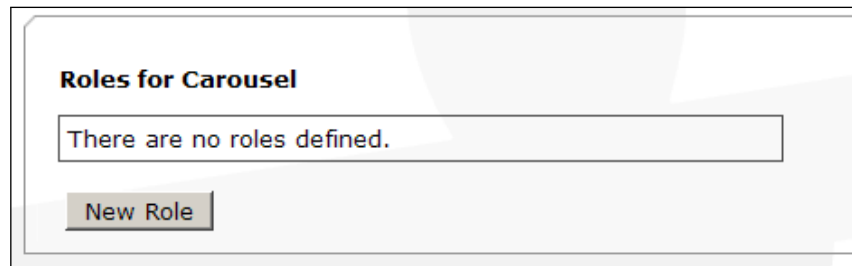 Roles for Carousel
There are no roles defined.
New Role